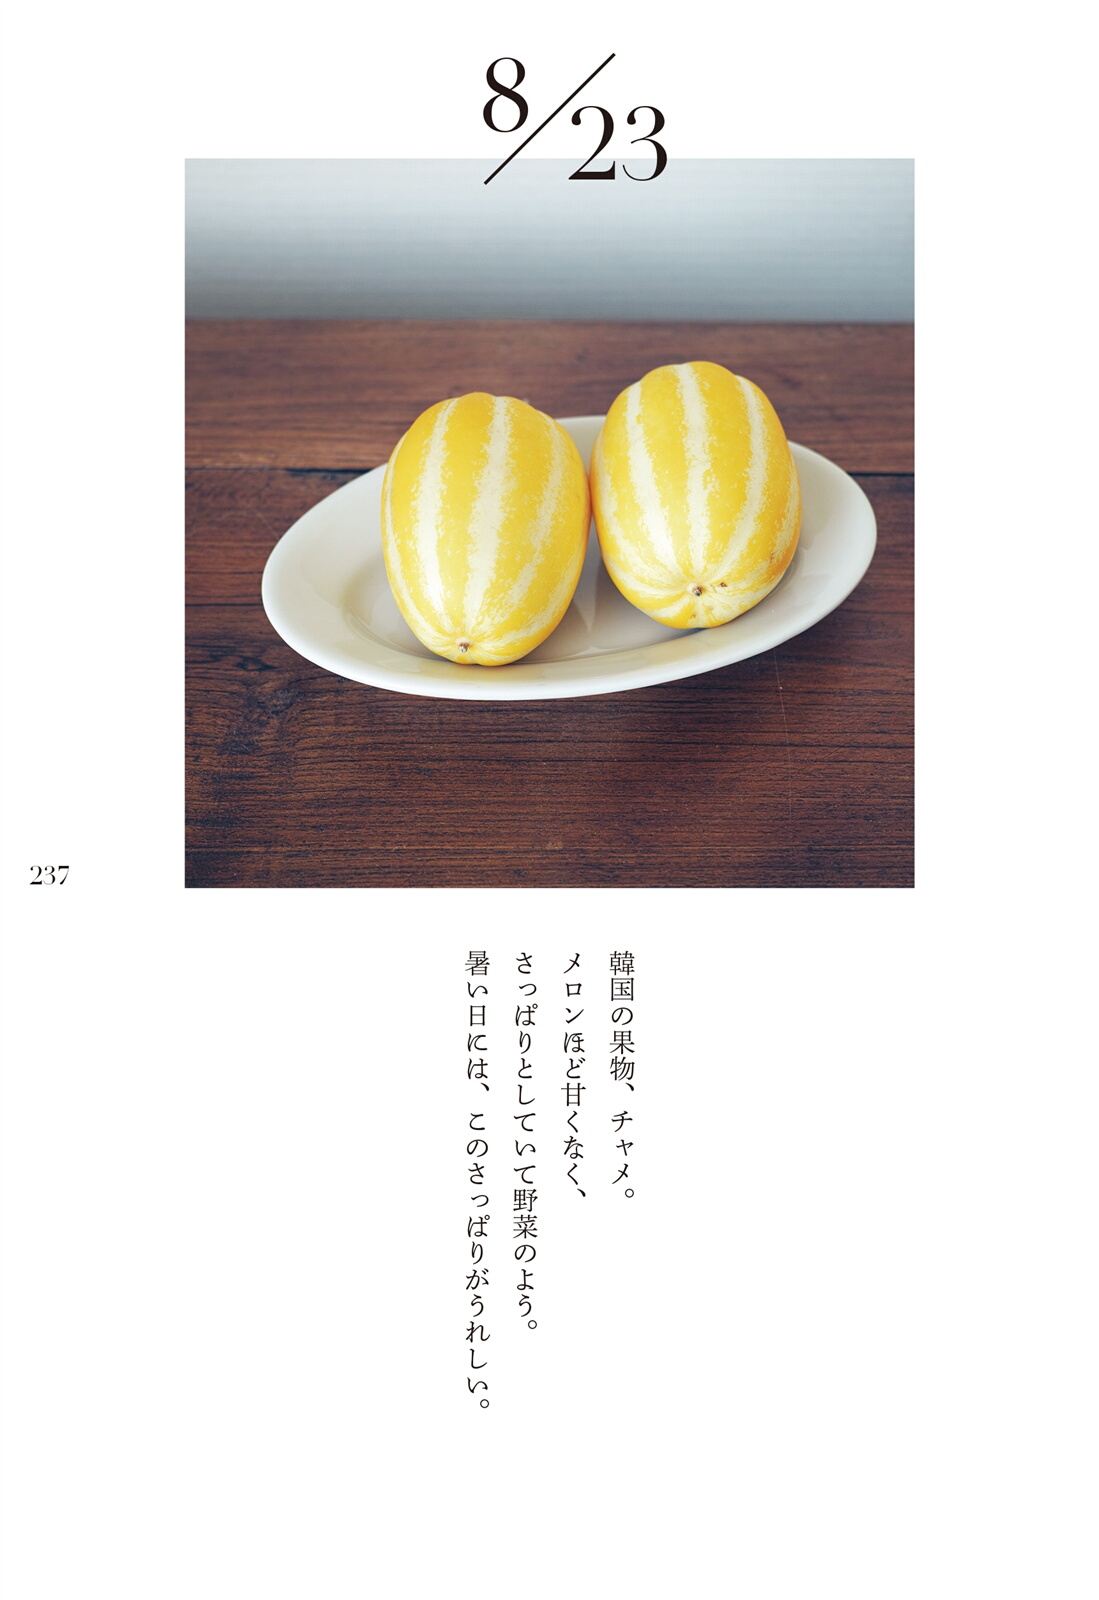 8/23
韓国の果物、チャメ。
メロンほど甘くなく、
さっぱりとしていて野菜のよう。
暑い日には、このさっぱりがうれしい。
237